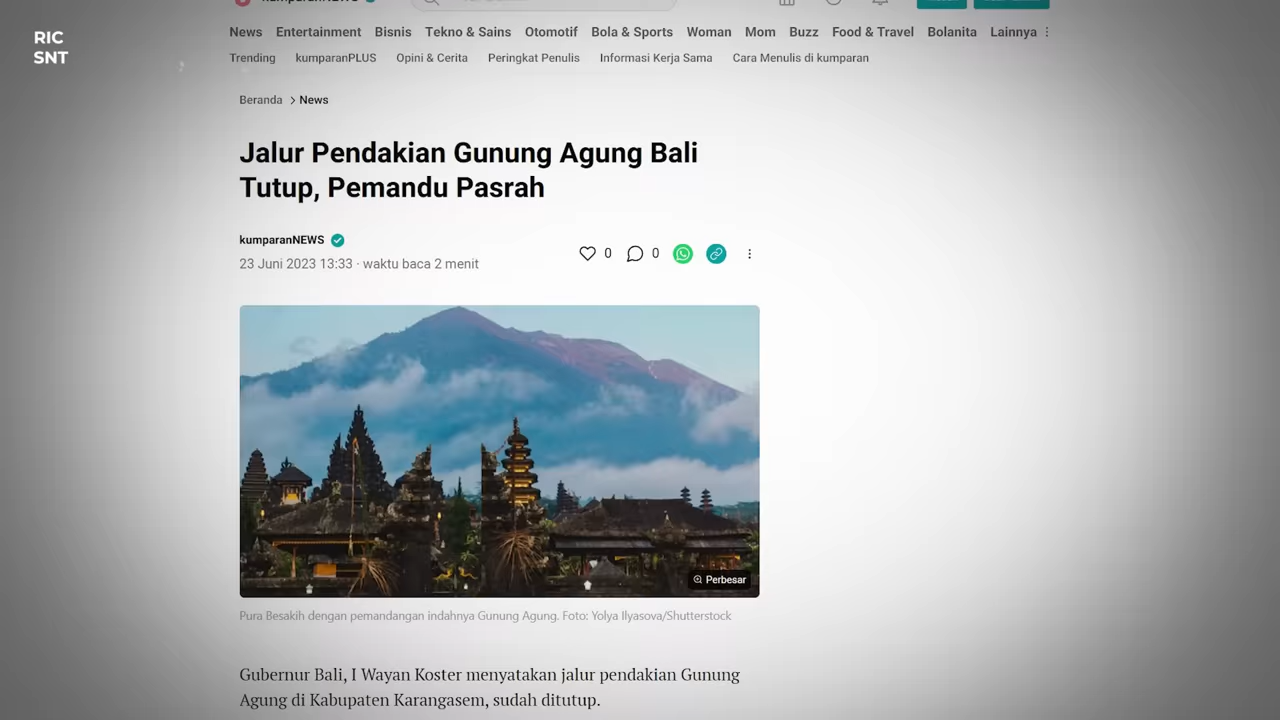 RIC
SNT
kumparanNEWS
News Entertainment Bisnis Tekno & Sains Otomotif Bola & Sports Woman Mom Buzz Food & Travel Bolanita Lainnya
Trending kumparanPLUS Opini & Cerita Peringkat Penulis Informasi Kerja Sama Cara Menulis di kumparan
Beranda > News
Jalur Pendakian Gunung Agung Bali
Tutup, Pemandu Pasrah
kumparanNEWS
23 Juni 2023 13:33 · waktu baca 2 menit
0 0
Perbesar
Pura Besakih dengan pemandangan indahnya Gunung Agung. Foto: Yolya Ilyasova/Shutterstock
Gubernur Bali, I Wayan Koster menyatakan jalur pendakian Gunung
Agung di Kabupaten Karangasem, sudah ditutup.